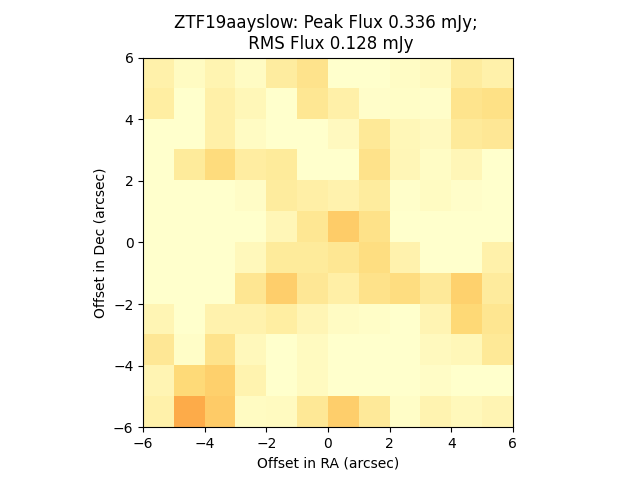 ZTF19aayslow: Peak Flux 0.336 mJy;
RMS Flux 0.128 mJy
6
4
2
0
−2
−4
−6
Offset in Dec (arcsec)
−6 −4 −2 0 2 4 6
Offset in RA (arcsec)